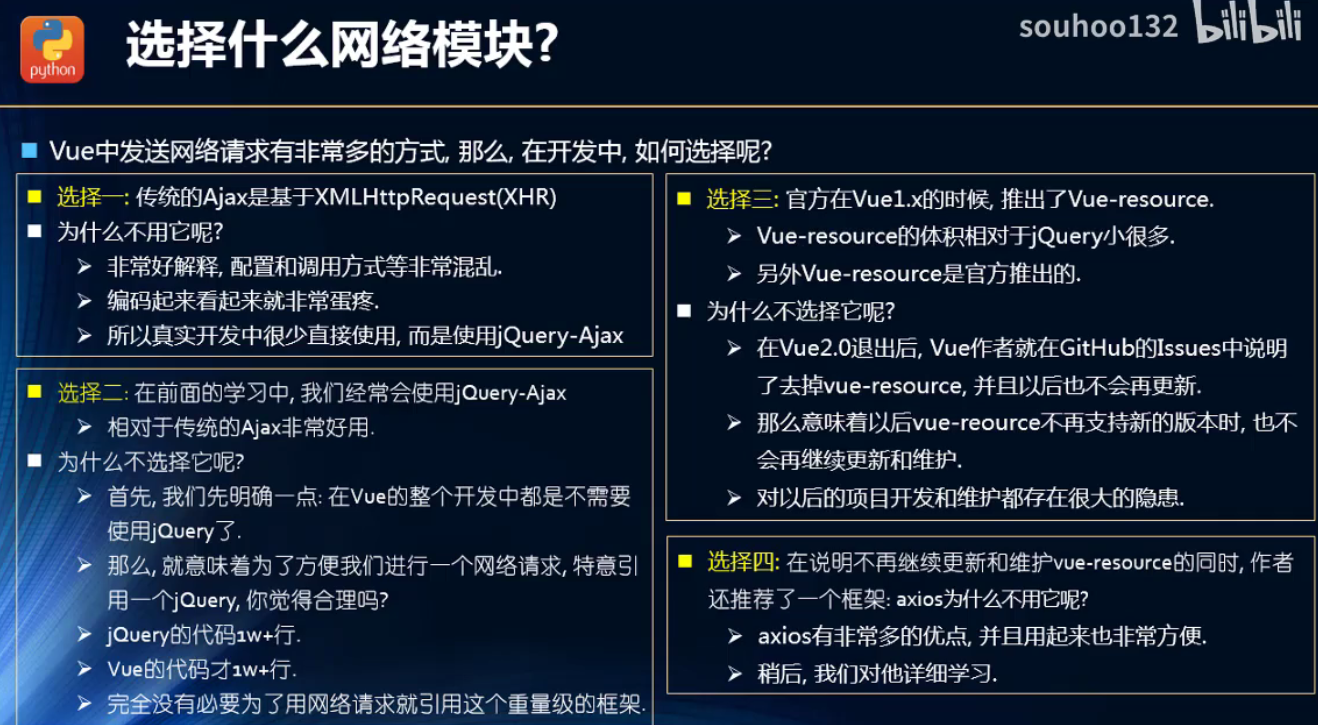 python
选择什么网络模块?
souhoo132 bilibili
Vue中发送网络请求有非常多的方式, 那么, 在开发中, 如何选择呢?
选择一: 传统的Ajax是基于XMLHttpRequest(XHR)
为什么不用它呢?
非常好解释, 配置和调用方式等非常混乱.
编码起来看起来就非常蛋疼.
所以真实开发中很少直接使用, 而是使用jQuery-Ajax
选择二: 在前面的学习中, 我们经常会使用jQuery-Ajax
相对于传统的Ajax非常好用.
为什么不选择它呢?
首先, 我们先明确一点: 在Vue的整个开发中都是不需要
使用jQuery了.
那么, 就意味着为了方便我们进行一个网络请求, 特意引
用一个jQuery, 你觉得合理吗?
jQuery的代码1w+行.
Vue的代码才1w+行.
完全没有必要为了用网络请求就引用这个重量级的框架.
选择三: 官方在Vue1.x的时候, 推出了Vue-resource.
Vue-resource的体积相对于jQuery小很多.
另外Vue-resource是官方推出的.
为什么不选择它呢?
在Vue2.0退出后, Vue作者就在GitHub的Issues中说明
了去掉vue-resource, 并且以后也不会再更新.
那么意味着以后vue-reource不再支持新的版本时, 也不
会再继续更新和维护.
对以后的项目开发和维护都存在很大的隐患.
选择四: 在说明不再继续更新和维护vue-resource的同时, 作者
还推荐了一个框架: axios为什么不用它呢?
axios有非常多的优点, 并且用起来也非常方便.
稍后, 我们对他详细学习.